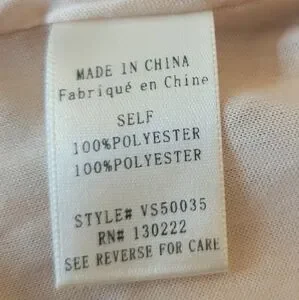 MADE IN CHINA
Fabriqué en Chine
SELF
100%POLYESTER
100%POLYESTER
STYLE# VS50035
RN# 130222
SEE REVERSE FOR CARE